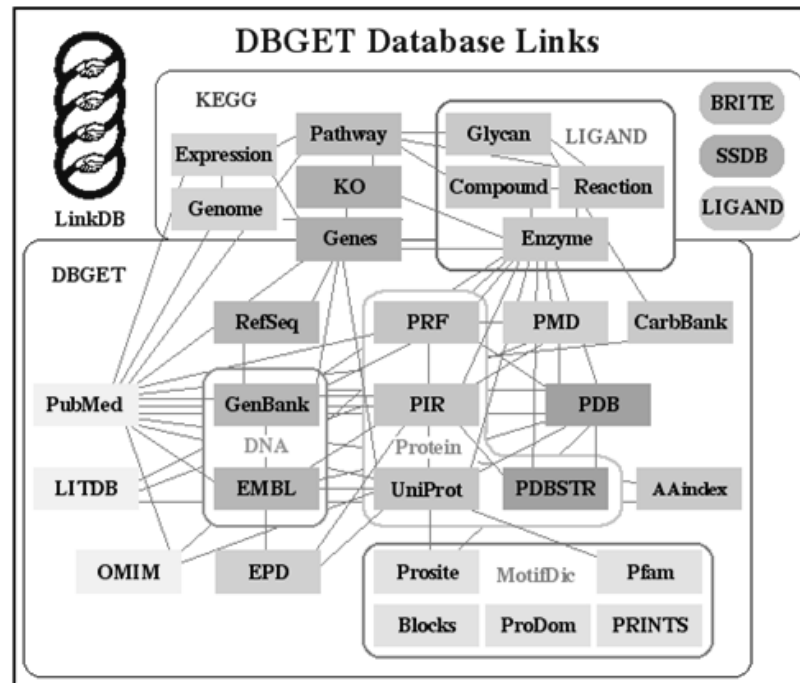 DBGET Database Links
KEGG
BRITE
Pathway
Glycan
LIGAND
Expression
SSDB
KO
Compound
Reaction
Genome
LIGAND
LinkDB
Genes
Enzyme
DBGET
RefSeq
PRF
PMD
CarbBank
PubMed
GenBank
PIR
PDB
DNA
Protein
LITDB
EMBL
UniProt
PDBSTR
AAindex
OMIM
EPD
Prosite
MotifDic
Pfam
Blocks
ProDom
PRINTS